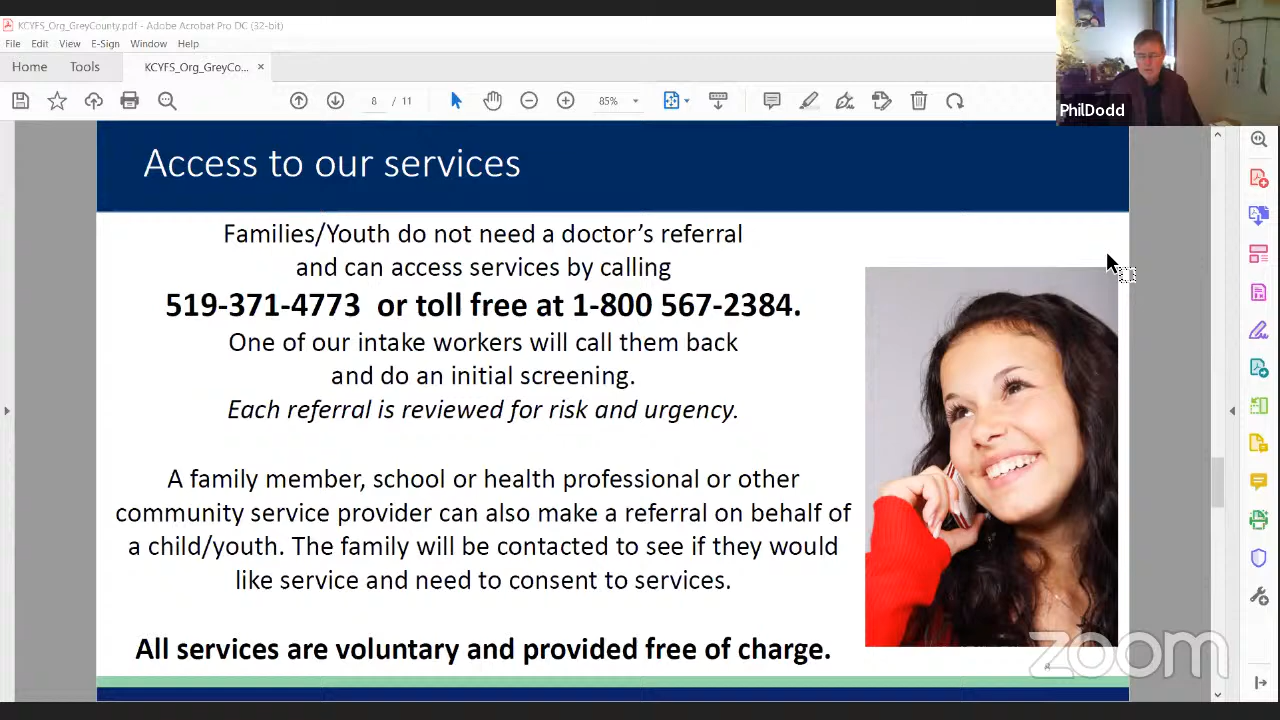 KCYFS_Org_GreyCounty.pdf - Adobe Acrobat Pro DC (32-bit)
File Edit View E-Sign Window Help
Home Tools KCYFS_Org_GreyCo... ×
8 / 11 85%
PhilDodd
Access to our services
Families/Youth do not need a doctor's referral
and can access services by calling
519-371-4773 or toll free at 1-800 567-2384.
One of our intake workers will call them back
and do an initial screening.
Each referral is reviewed for risk and urgency.
A family member, school or health professional or other
community service provider can also make a referral on behalf of
a child/youth. The family will be contacted to see if they would
like service and need to consent to services.
All services are voluntary and provided free of charge.
zoom